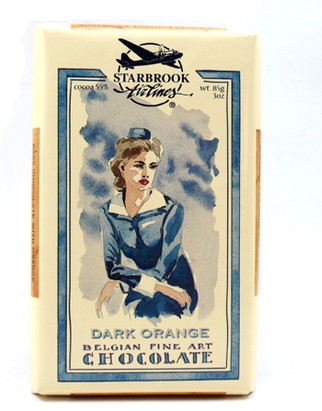 STARBROOK
Airlines
®
cocoa 55%
wt. 85g
3oz
DARK ORANGE
BELGIAN FINE ART
CHOCOLATE